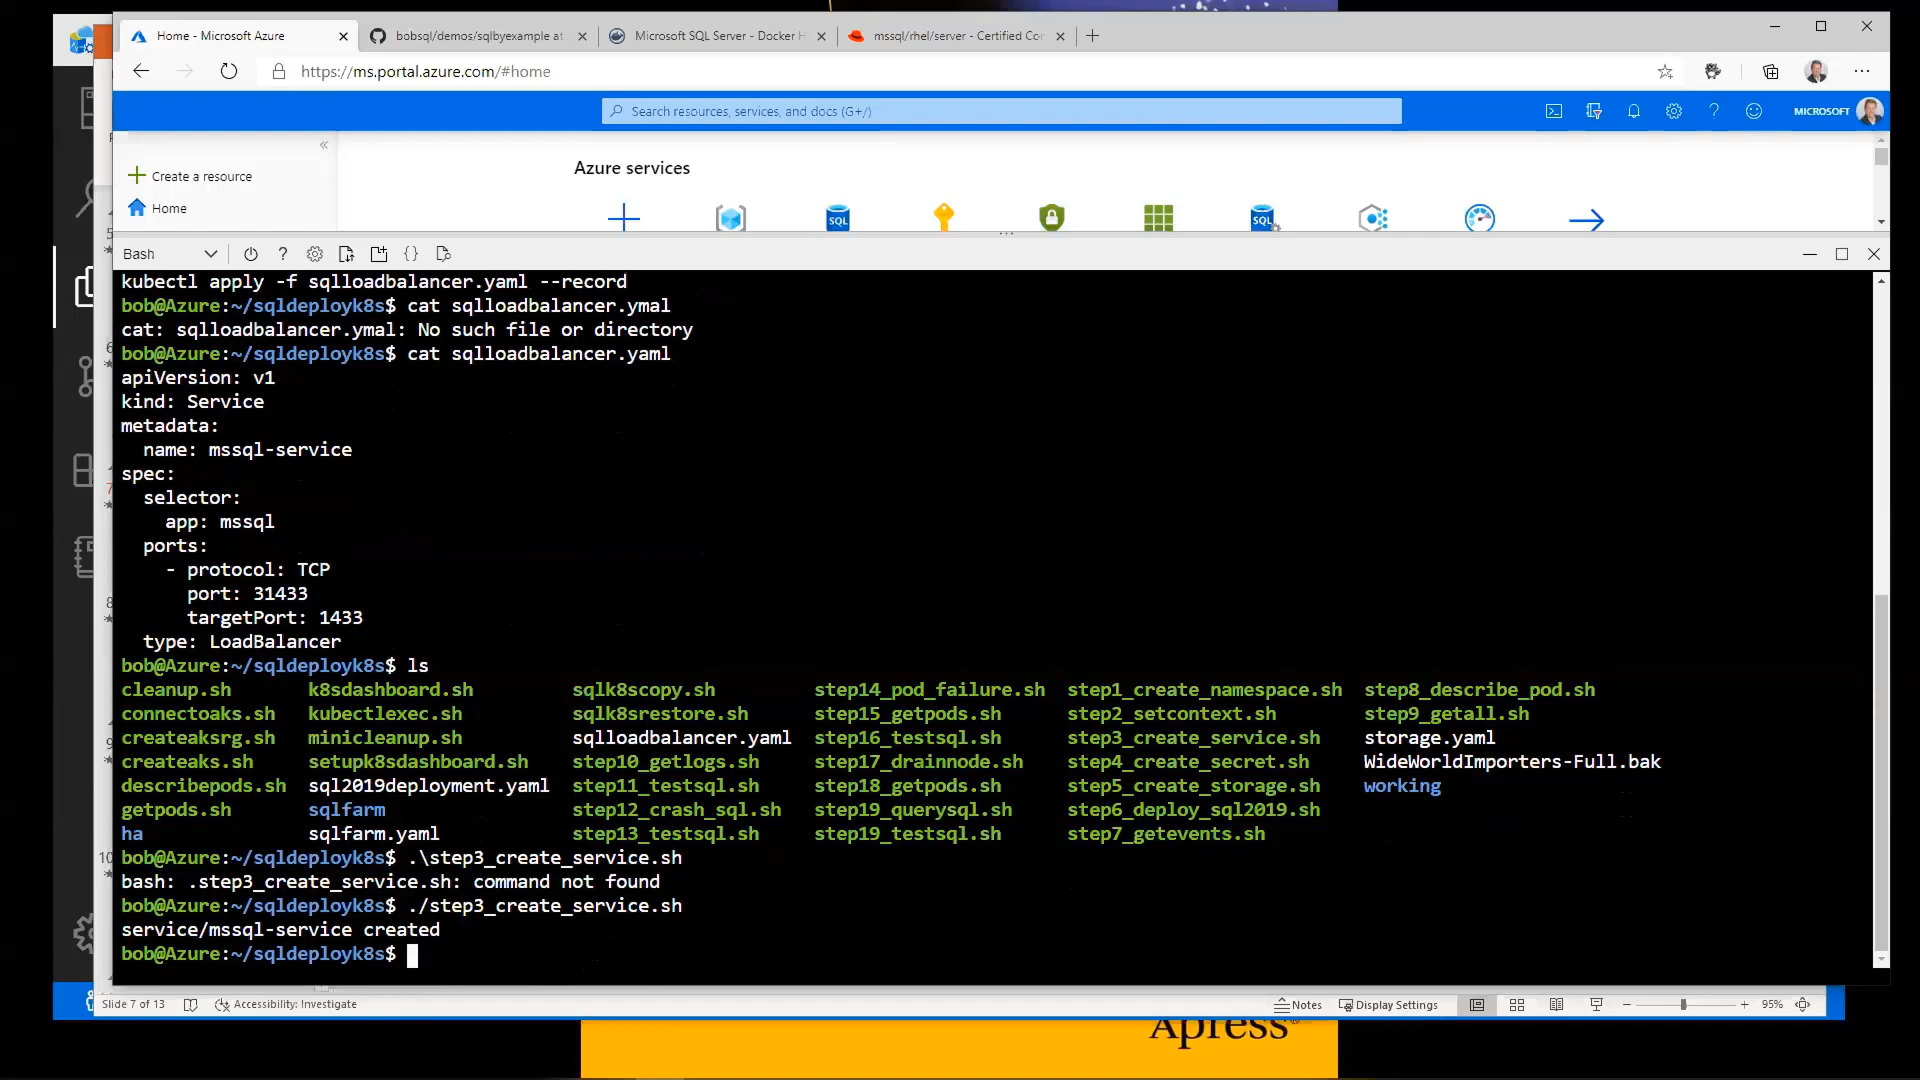 Home - Microsoft Azure
bobsql/demos/sqlbyexample at
Microsoft SQL Server - Docker H
mssql/rhel/server - Certified Con
https://ms.portal.azure.com/#home
Search resources, services, and docs (G+/)
MICROSOFT
Create a resource
Home
Azure services
SQL
SQL
Bash
kubectl apply -f sqlloadbalancer.yaml --record
bob@Azure:~/sqldeployk8s$ cat sqlloadbalancer.ymal
cat: sqlloadbalancer.ymal: No such file or directory
bob@Azure:~/sqldeployk8s$ cat sqlloadbalancer.yaml
apiVersion: v1
kind: Service
metadata:
  name: mssql-service
spec:
  selector:
    app: mssql
  ports:
    - protocol: TCP
      port: 31433
      targetPort: 1433
  type: LoadBalancer
bob@Azure:~/sqldeployk8s$ ls
cleanup.sh k8sdashboard.sh sqlk8scopy.sh step14_pod_failure.sh step1_create_namespace.sh step8_describe_pod.sh
connectoaks.sh kubectlexec.sh sqlk8srestore.sh step15_getpods.sh step2_setcontext.sh step9_getall.sh
createaksrg.sh minicleanup.sh sqlloadbalancer.yaml step16_testsql.sh step3_create_service.sh storage.yaml
createaks.sh setupk8sdashboard.sh step10_getlogs.sh step17_drainnode.sh step4_create_secret.sh WideWorldImporters-Full.bak
describepods.sh sql2019deployment.yaml step11_testsql.sh step18_getpods.sh step5_create_storage.sh working
getpods.sh sqlfarm step12_crash_sql.sh step19_querysql.sh step6_deploy_sql2019.sh
ha sqlfarm.yaml step13_testsql.sh step19_testsql.sh step7_getevents.sh
bob@Azure:~/sqldeployk8s$ .\step3_create_service.sh
bash: .step3_create_service.sh: command not found
bob@Azure:~/sqldeployk8s$ ./step3_create_service.sh
service/mssql-service created
bob@Azure:~/sqldeployk8s$
5
6
7
8
9
10
Slide 7 of 13
Accessibility: Investigate
Notes
Display Settings
95%
Apress